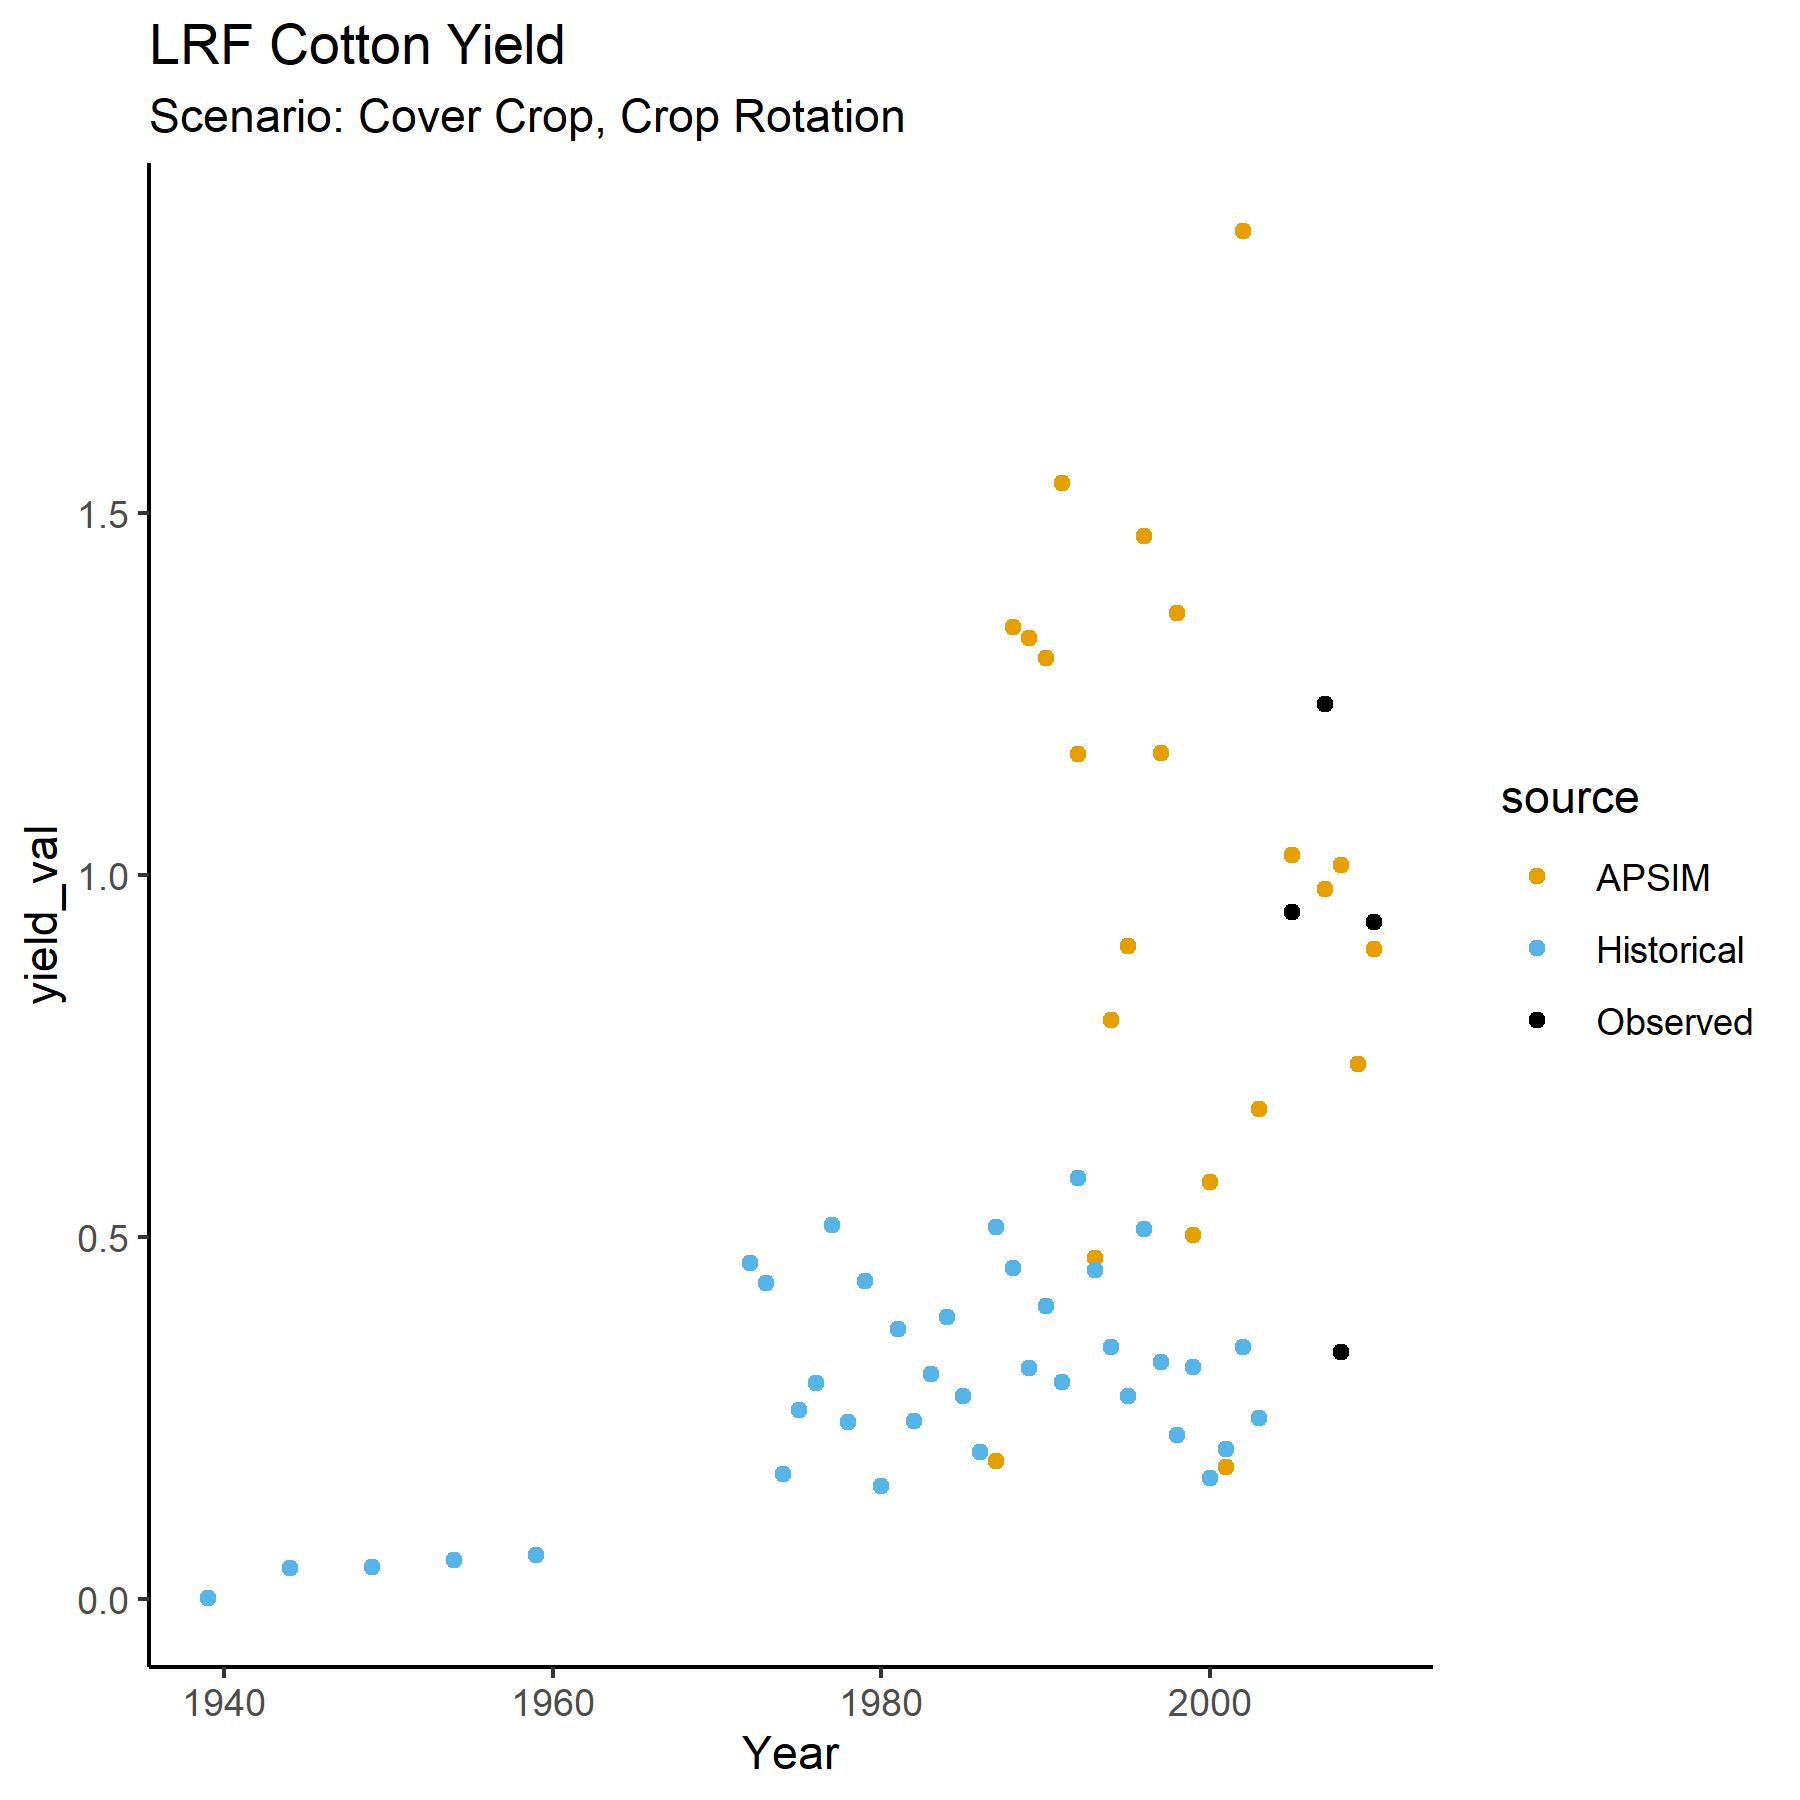 LRF Cotton Yield
Scenario: Cover Crop, Crop Rotation
yield_val
1.5
1.0
0.5
0.0
1940 1960 1980 2000
Year
source
APSIM
Historical
Observed